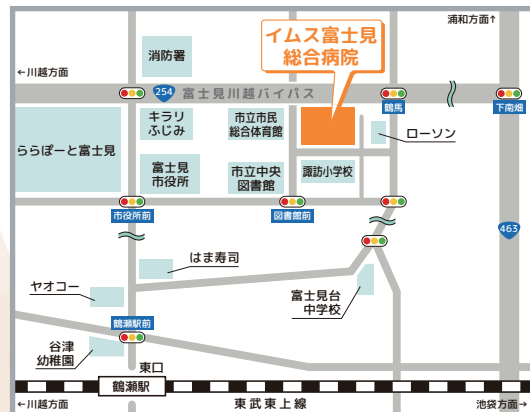 浦和方面↑
イムス富士見
総合病院
消防署
←川越方面
254
富士見川越バイパス
鶴馬
下南畑
キラリ
ふじみ
市立市民
総合体育館
ローソン
ららぽーと富士見
富士見
市役所
市立中央
図書館
諏訪小学校
市役所前
図書館前
463
はま寿司
ヤオコー
富士見台
中学校
鶴瀬駅前
谷津
幼稚園
東口
鶴瀬駅
←川越方面
東武東上線
池袋方面→